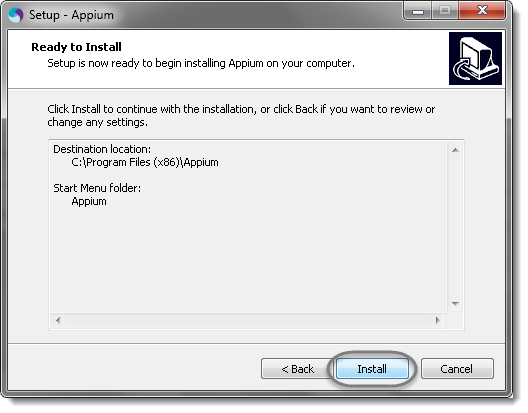 Setup - Appium
Ready to Install
Setup is now ready to begin installing Appium on your computer.
Click Install to continue with the installation, or click Back if you want to review or
change any settings.
Destination location:
C:\Program Files (x86)\Appium
Start Menu folder:
Appium
< Back
Install
Cancel